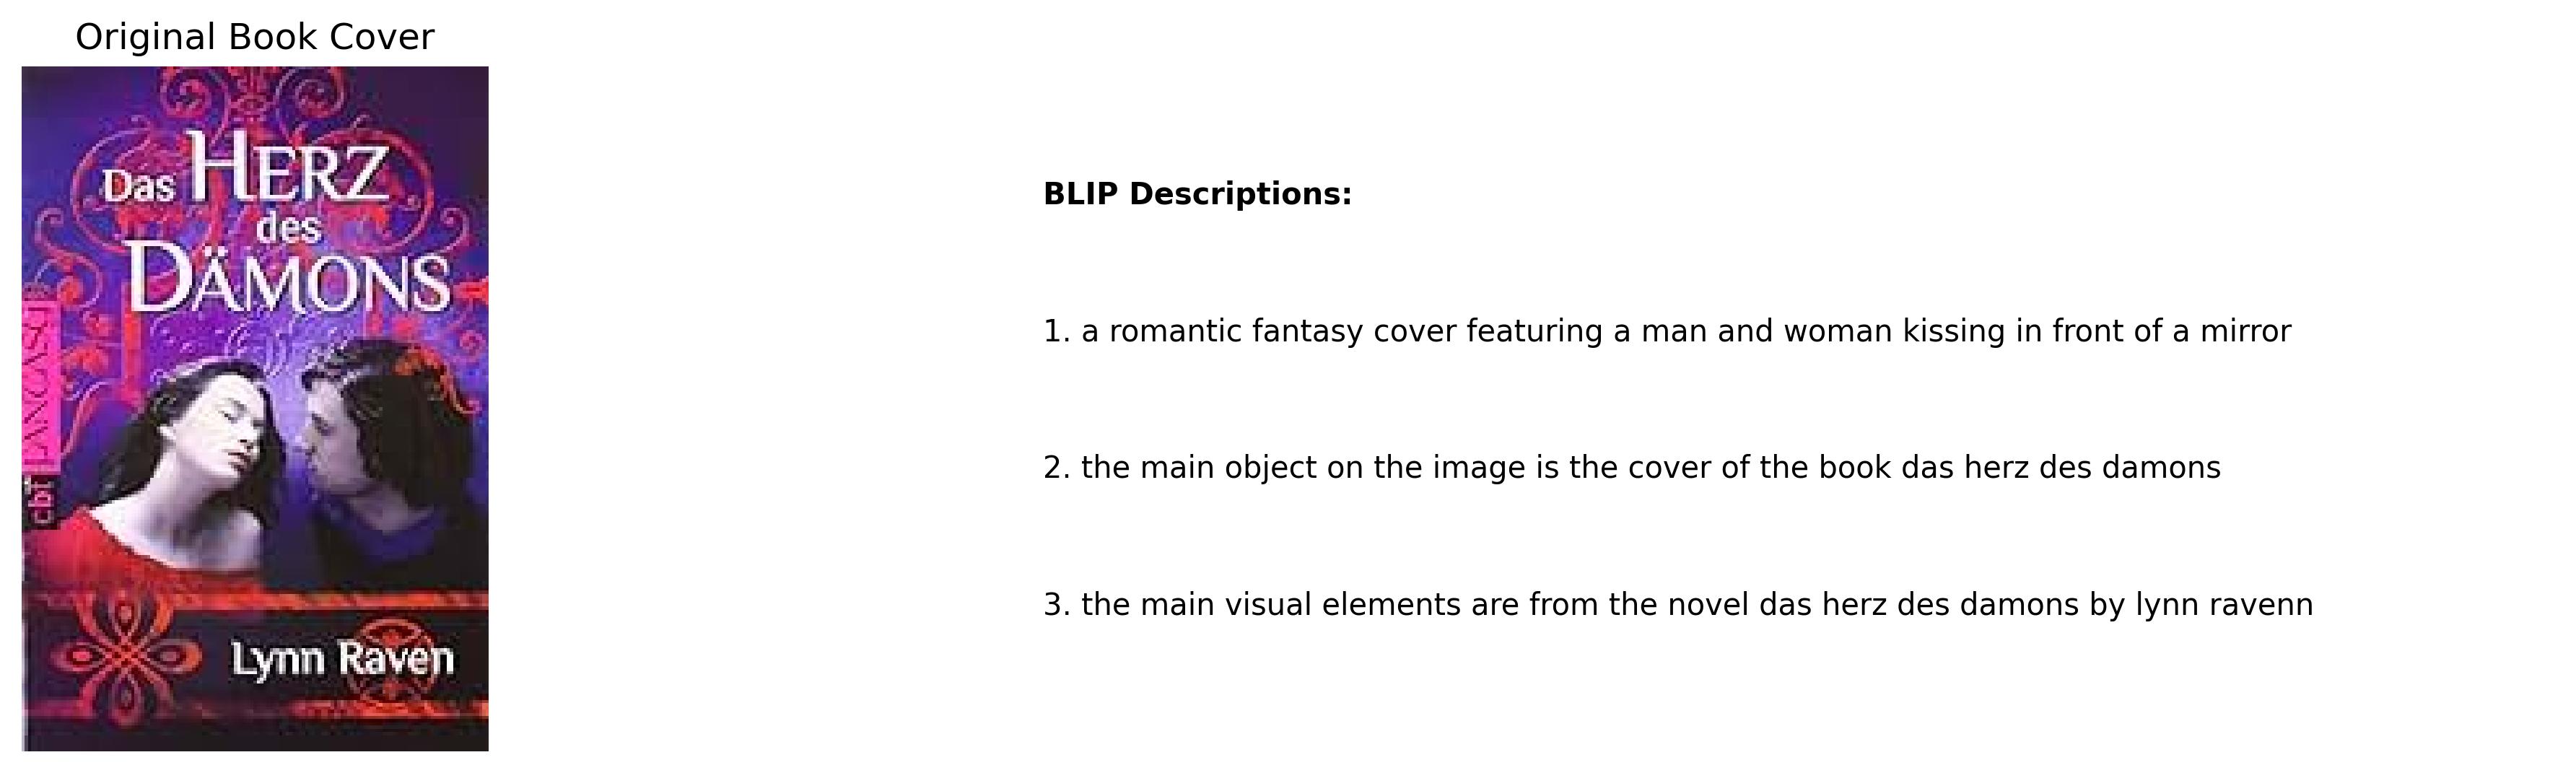 Original Book Cover
Das HERZ
des
DÄMONS
FANTASY
cbt
Lynn Raven
BLIP Descriptions:
1. a romantic fantasy cover featuring a man and woman kissing in front of a mirror
2. the main object on the image is the cover of the book das herz des damons
3. the main visual elements are from the novel das herz des damons by lynn ravenn